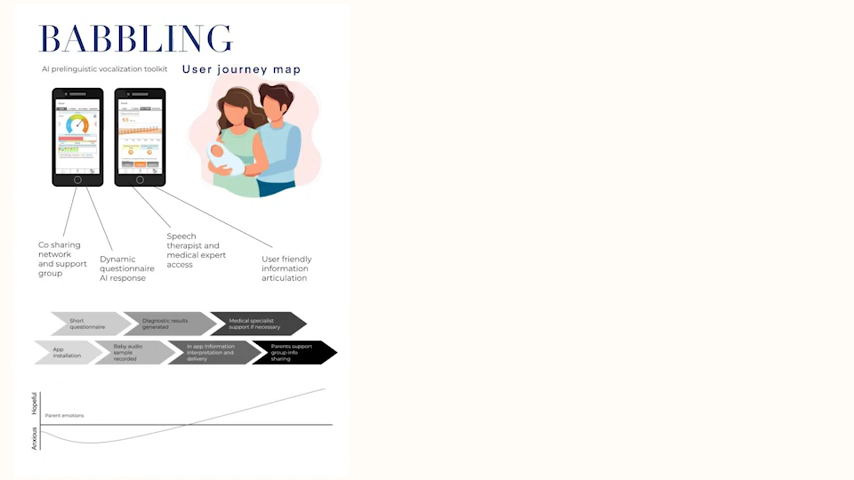 BABBLING
AI prelinguistic vocalization toolkit
User journey map
Co sharing
network
and support
group
Dynamic
questionnaire
AI response
Speech
therapist and
medical expert
access
User friendly
information
articulation
Short
questionnaire
Diagnostic results
generated
Medical specialist
support if necessary
App
installation
Baby audio
sample
recorded
In app Information
interpretation and
delivery
Parents support
group info
sharing
Hopeful
Parent emotions
Anxious